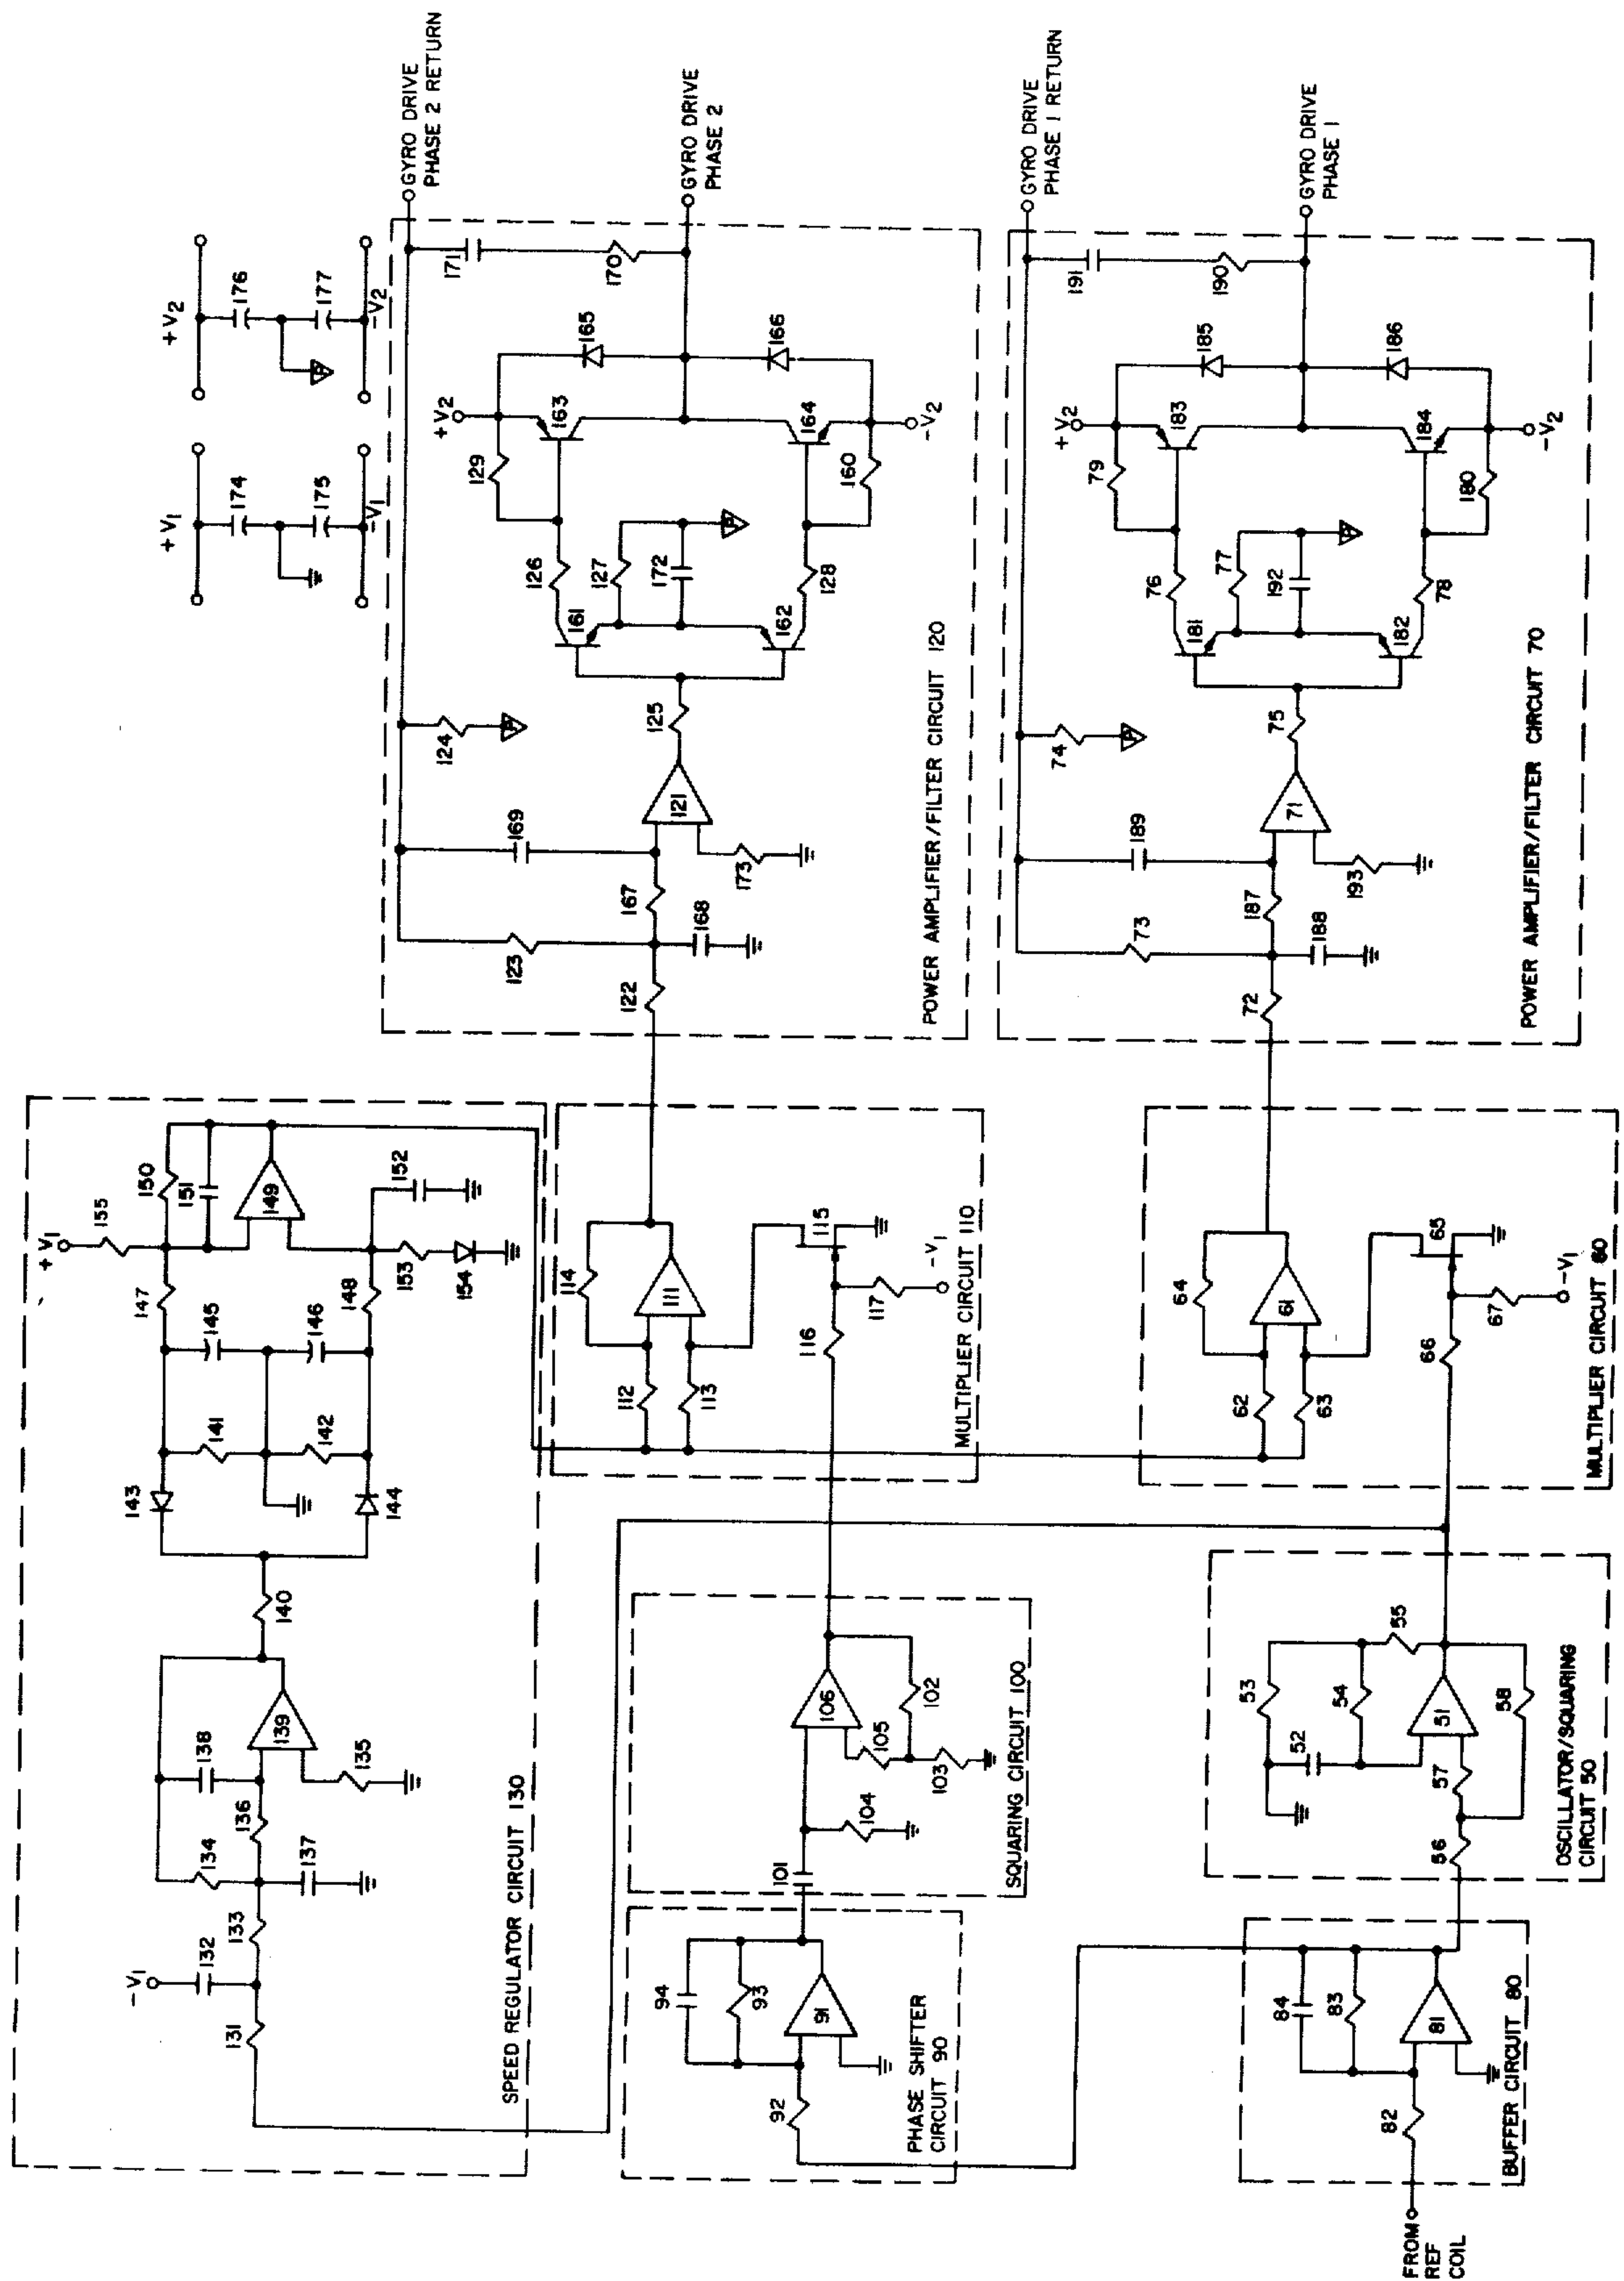 +V1
+V2
174
176
175
177
-V1
-V2
GYRO DRIVE
PHASE 2 RETURN
GYRO DRIVE
PHASE 2
GYRO DRIVE
PHASE 1 RETURN
GYRO DRIVE
PHASE 1
-V1
132
131
133
134
136
137
138
139
135
140
143
144
141
142
145
146
147
148
+V1
155
150
151
149
152
153
154
SPEED REGULATOR CIRCUIT 130
94
93
92
91
PHASE SHIFTER
CIRCUIT 90
101
104
105
106
103
102
SQUARING CIRCUIT 100
114
112
113
111
115
116
117
-V1
MULTIPLIER CIRCUIT 110
122
123
167
168
169
173
121
124
125
161
162
126
127
172
128
129
160
+V2
163
164
-V2
165
166
170
171
POWER AMPLIFIER/FILTER CIRCUIT 120
FROM
REF
COIL
82
84
83
81
BUFFER CIRCUIT 80
56
57
58
51
52
53
54
55
OSCILLATOR/SQUARING
CIRCUIT 50
64
62
63
61
65
66
67
-V1
MULTIPLIER CIRCUIT 60
72
73
187
188
189
193
71
74
75
181
182
76
77
192
78
79
180
+V2
183
184
-V2
185
186
190
191
POWER AMPLIFIER/FILTER CIRCUIT 70
P
P
P
P
P